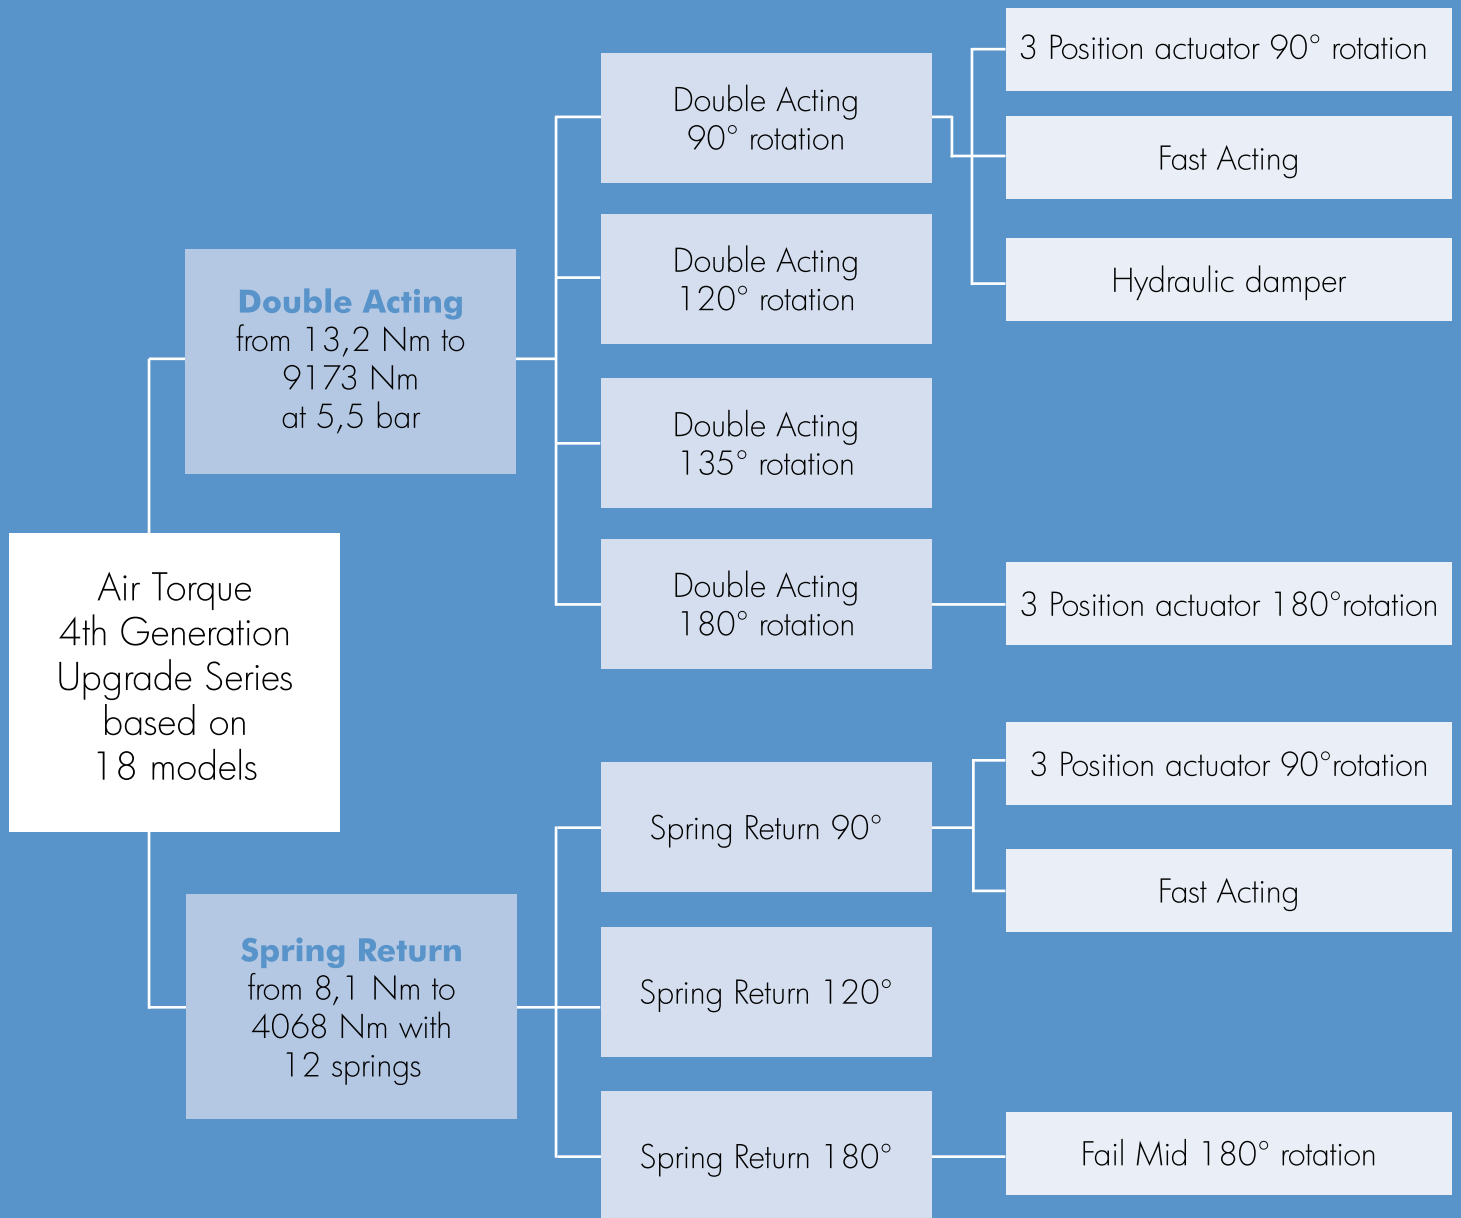 Air Torque
4th Generation
Upgrade Series
based on
18 models
Double Acting
from 13,2 Nm to
9173 Nm
at 5,5 bar
Double Acting
90° rotation
3 Position actuator 90° rotation
Fast Acting
Hydraulic damper
Double Acting
120° rotation
Double Acting
135° rotation
Double Acting
180° rotation
3 Position actuator 180°rotation
Spring Return
from 8,1 Nm to
4068 Nm with
12 springs
Spring Return 90°
3 Position actuator 90°rotation
Fast Acting
Spring Return 120°
Spring Return 180°
Fail Mid 180° rotation